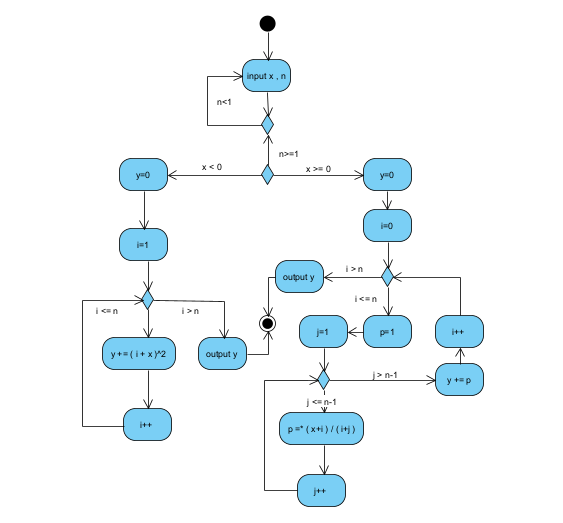 input x , n
n<1
n>=1
x < 0
x >= 0
y=0
y=0
i=0
i=1
i > n
output y
i <= n
i <= n
i > n
j=1
p=1
i++
y += ( i + x )^2
output y
j > n-1
y += p
j <= n-1
i++
p =* ( x+i ) / ( i+j )
j++